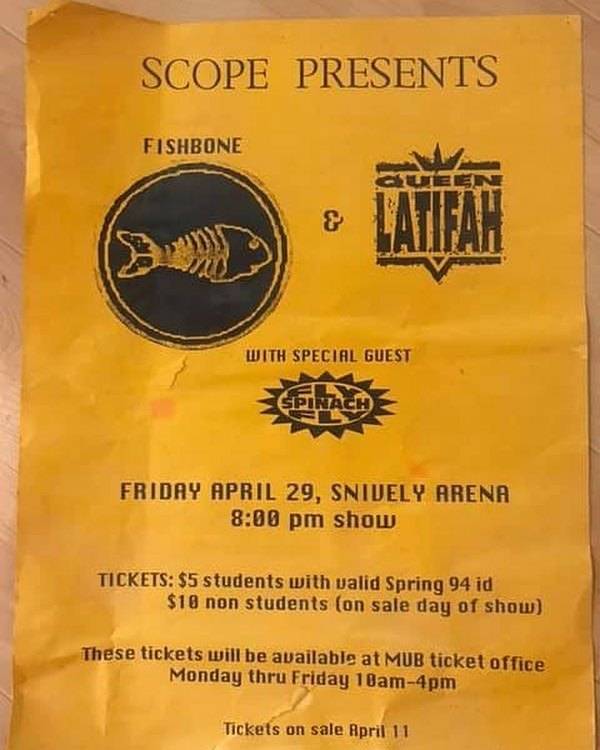 SCOPE PRESENTS
FISHBONE
&
QUEEN
LATIFAH
WITH SPECIAL GUEST
FLY
SPINACH
FLY
FRIDAY APRIL 29, SNIVELY ARENA
8:00 pm show
TICKETS: $5 students with valid Spring 94 id
$10 non students (on sale day of show)
These tickets will be available at MUB ticket office
Monday thru Friday 10am-4pm
Tickets on sale April 11